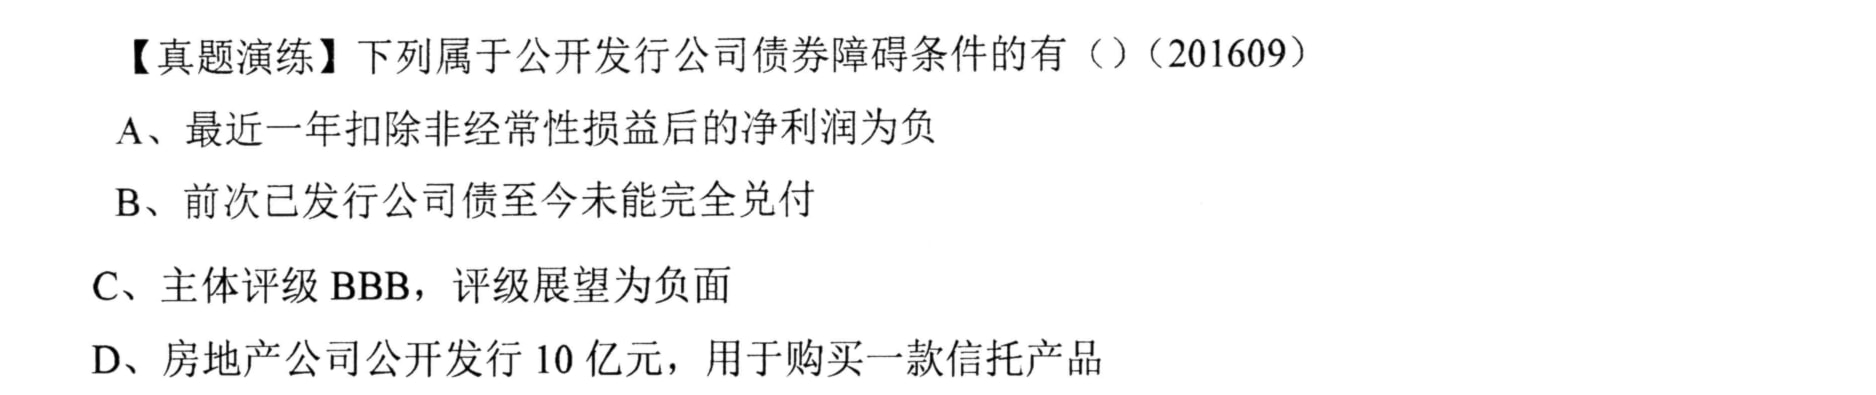 【真题演练】下列属于公开发行公司债券障碍条件的有（）（201609）
A、最近一年扣除非经常性损益后的净利润为负
B、前次已发行公司债至今未能完全兑付
C、主体评级 BBB，评级展望为负面
D、房地产公司公开发行 10 亿元，用于购买一款信托产品